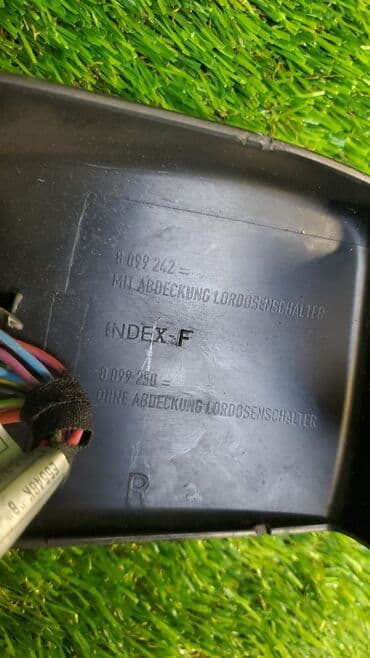 8 099 242 =
MIT ABDECKUNG LORDOSENSCHALTER
INDEX-F
8 099 250 =
OHNE ABDECKUNG LORDOSENSCHALTER
R